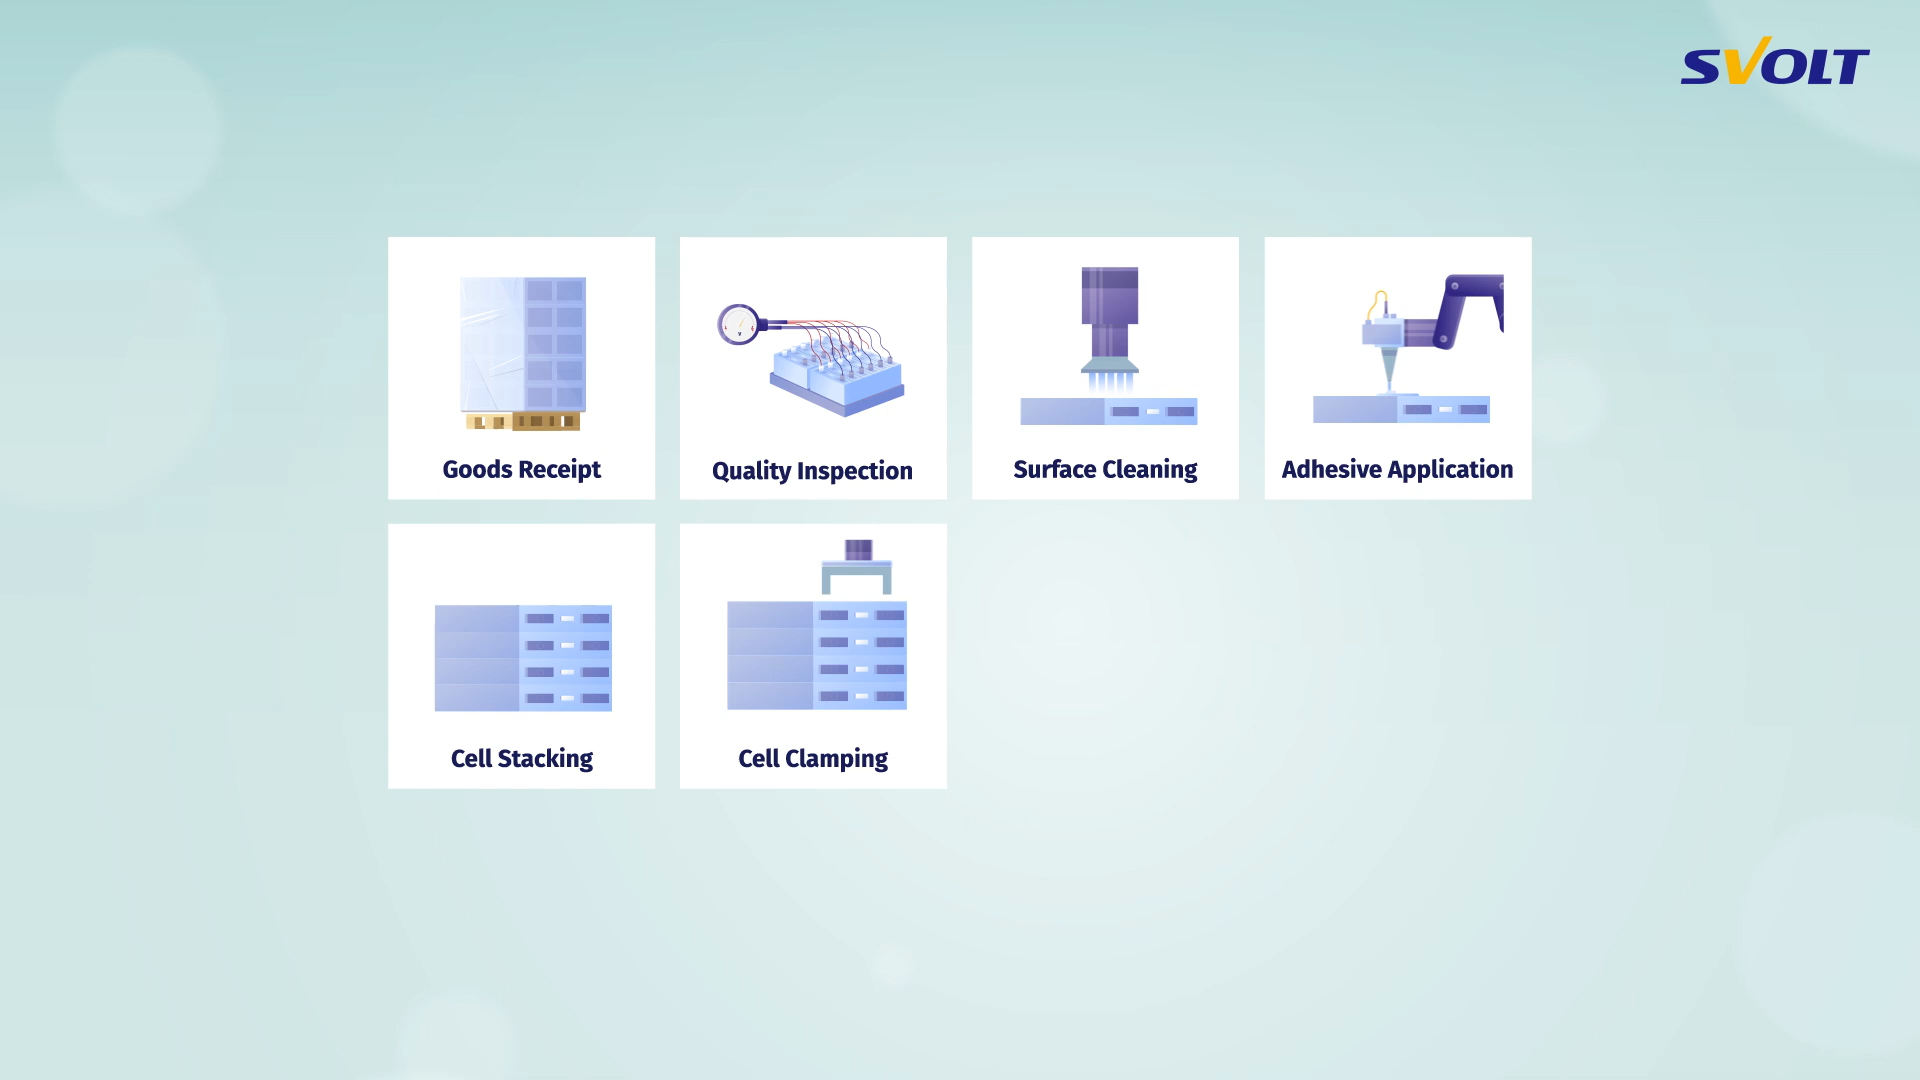 SVOLT
Goods Receipt
Quality Inspection
Surface Cleaning
Adhesive Application
Cell Stacking
Cell Clamping